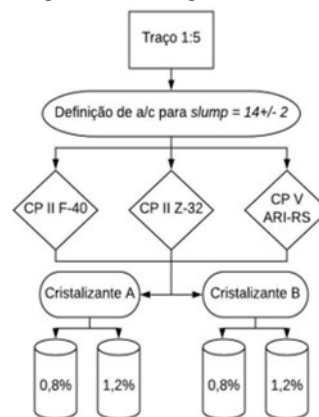 Traço 1:5
Definição de a/c para slump = 14+/- 2
CP II F-40
CP II Z-32
CP V
ARI-RS
Cristalizante A
Cristalizante B
0,8%
1,2%
0,8%
1,2%